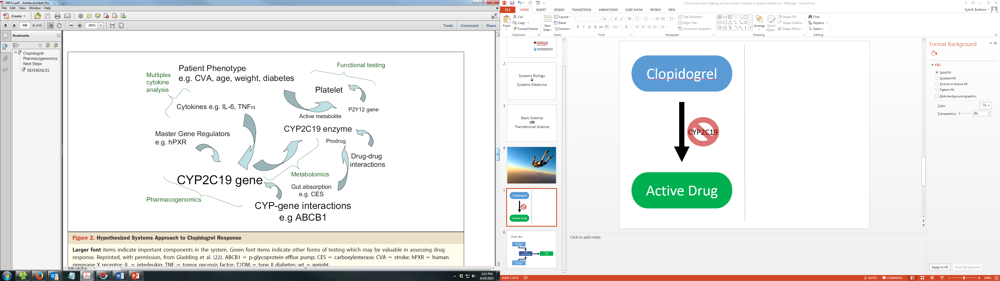 08012.pdf - Adobe Acrobat Pro
File Edit View Window Help
Create
998 (4 of 6) 200%
Tools Comment Share
Bookmarks
Clopidogrel
Pharmacogenomics:
Next Steps
REFERENCES
Functional testing
Patient Phenotype
e.g. CVA, age, weight, diabetes
Multiplex
cytokine
analysis
Platelet
Cytokines e.g. IL-6, TNFα
P2Y12 gene
Active metabolite
CYP2C19 enzyme
Master Gene Regulators
e.g. hPXR
Prodrug
Drug-drug
interactions
Metabolomics
CYP2C19 gene
Gut absorption
e.g. CES
Pharmacogenomics
CYP-gene interactions
e.g ABCB1
Figure 2. Hypothesized Systems Approach to Clopidogrel Response
Larger font items indicate important components in the system. Green font items indicate other forms of testing which may be valuable in assessing drug
response. Reprinted, with permission, from Gladding et al. (22). ABCB1 = p-glycoprotein efflux pump; CES = carboxylesterase; CVA = stroke; hPXR = human
pregnane X receptor; IL = interleukin; TNF = tumor necrosis factor; T2DM = type II diabetes; wt = weight.
8.00 x 10.75 in
3:15 PM
6/10/2015
Clinical Decision-Making and Secondary Findings in Systems Medicine - KBB.pptx - PowerPoint
FILE HOME INSERT DESIGN TRANSITIONS ANIMATIONS SLIDE SHOW REVIEW VIEW
Kyle B. Brothers
Paste
Cut
Copy
Format Painter
Clipboard
New
Slide
Layout
Reset
Section
Slides
44
Font
Text Direction
Align Text
Convert to SmartArt
Paragraph
Arrange
Quick
Styles
Shape Fill
Shape Outline
Shape Effects
Drawing
Find
Replace
Select
Editing
LOUISVILLE
HUDSONALPHA
2
Systems Biology
Systems Medicine
3
Basic Science
OR
Translational Science
4
5
Clopidogrel
Active Drug
6
Overview
Clopidogrel
CYP2C19
Active Drug
Click to add notes
Format Background
FILL
Solid fill
Gradient fill
Picture or texture fill
Pattern fill
Hide background graphics
Color
Transparency 0%
Apply to All Reset Background
SLIDE 5 OF 6
NOTES COMMENTS 100%